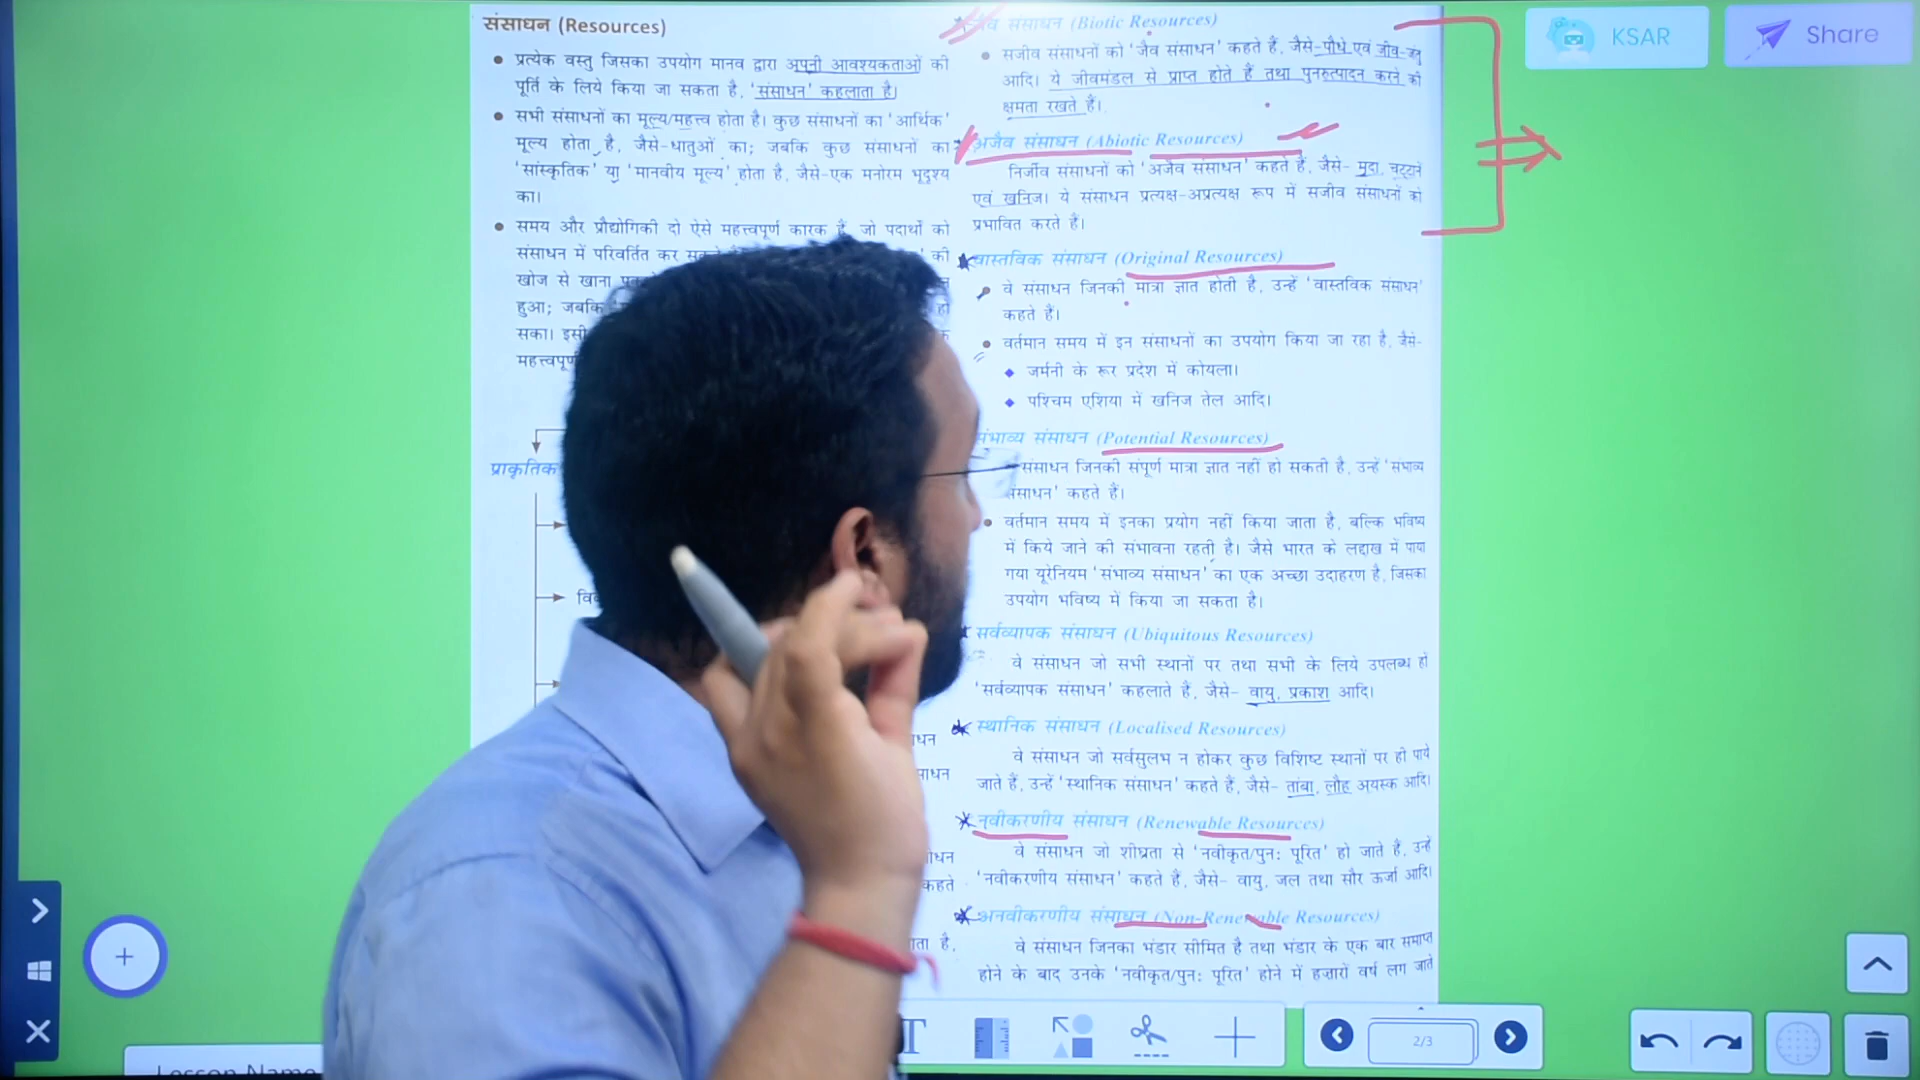 संसाधन (Resources)
प्रत्येक वस्तु जिसका उपयोग मानव द्वारा अपनी आवश्यकताओं की
पूर्ति के लिये किया जा सकता है, 'संसाधन' कहलाता है।
सभी संसाधनों का मूल्य/महत्त्व होता है। कुछ संसाधनों का 'आर्थिक'
मूल्य होता है, जैसे-धातुओं का; जबकि कुछ संसाधनों का
'सांस्कृतिक' या 'मानवीय मूल्य' होता है, जैसे-एक मनोरम भूदृश्य
का।
समय और प्रौद्योगिकी दो ऐसे महत्त्वपूर्ण कारक हैं, जो पदार्थों को
संसाधन में परिवर्तित कर की
खोज से खाना
हुआ; जबकि हो
सका। इसी
महत्त्वपूर्ण
प्राकृतिक
धन
साधन
कहते
है,
संसाधन (Biotic Resources)
सजीव संसाधनों को 'जैव संसाधन' कहते हैं, जैसे-पौधे एवं जीव-जंतु
आदि। ये जीवमंडल से प्राप्त होते हैं तथा पुनरुत्पादन करने की
क्षमता रखते हैं।
अजैव संसाधन (Abiotic Resources)
निर्जीव संसाधनों को 'अजैव संसाधन' कहते हैं, जैसे- मृदा, चट्टानें
एवं खनिज। ये संसाधन प्रत्यक्ष-अप्रत्यक्ष रूप में सजीव संसाधनों को
प्रभावित करते हैं।
वास्तविक संसाधन (Original Resources)
वे संसाधन जिनकी मात्रा ज्ञात होती है, उन्हें 'वास्तविक संसाधन'
कहते हैं।
वर्तमान समय में इन संसाधनों का उपयोग किया जा रहा है, जैसे-
जर्मनी के रूर प्रदेश में कोयला।
पश्चिम एशिया में खनिज तेल आदि।
संभाव्य संसाधन (Potential Resources)
संसाधन जिनकी संपूर्ण मात्रा ज्ञात नहीं हो सकती है, उन्हें 'संभाव्य
संसाधन' कहते हैं।
वर्तमान समय में इनका प्रयोग नहीं किया जाता है, बल्कि भविष्य
में किये जाने की संभावना रहती है। जैसे भारत के लद्दाख में पाया
गया यूरेनियम 'संभाव्य संसाधन' का एक अच्छा उदाहरण है, जिसका
उपयोग भविष्य में किया जा सकता है।
सर्वव्यापक संसाधन (Ubiquitous Resources)
वे संसाधन जो सभी स्थानों पर तथा सभी के लिये उपलब्ध हों
'सर्वव्यापक संसाधन' कहलाते हैं, जैसे- वायु, प्रकाश आदि।
स्थानिक संसाधन (Localised Resources)
वे संसाधन जो सर्वसुलभ न होकर कुछ विशिष्ट स्थानों पर ही पाये
जाते हैं, उन्हें 'स्थानिक संसाधन' कहते हैं, जैसे- तांबा, लौह अयस्क आदि।
नवीकरणीय संसाधन (Renewable Resources)
वे संसाधन जो शीघ्रता से 'नवीकृत/पुनः पूरित' हो जाते हैं, उन्हें
'नवीकरणीय संसाधन' कहते हैं, जैसे- वायु, जल तथा सौर ऊर्जा आदि।
अनवीकरणीय संसाधन (Non-Renewable Resources)
वे संसाधन जिनका भंडार सीमित है तथा भंडार के एक बार समाप्त
होने के बाद उनके 'नवीकृत/पुनः पूरित' होने में हज़ारों वर्ष लग जाते
KSAR
Share
2/3
Lesson Name